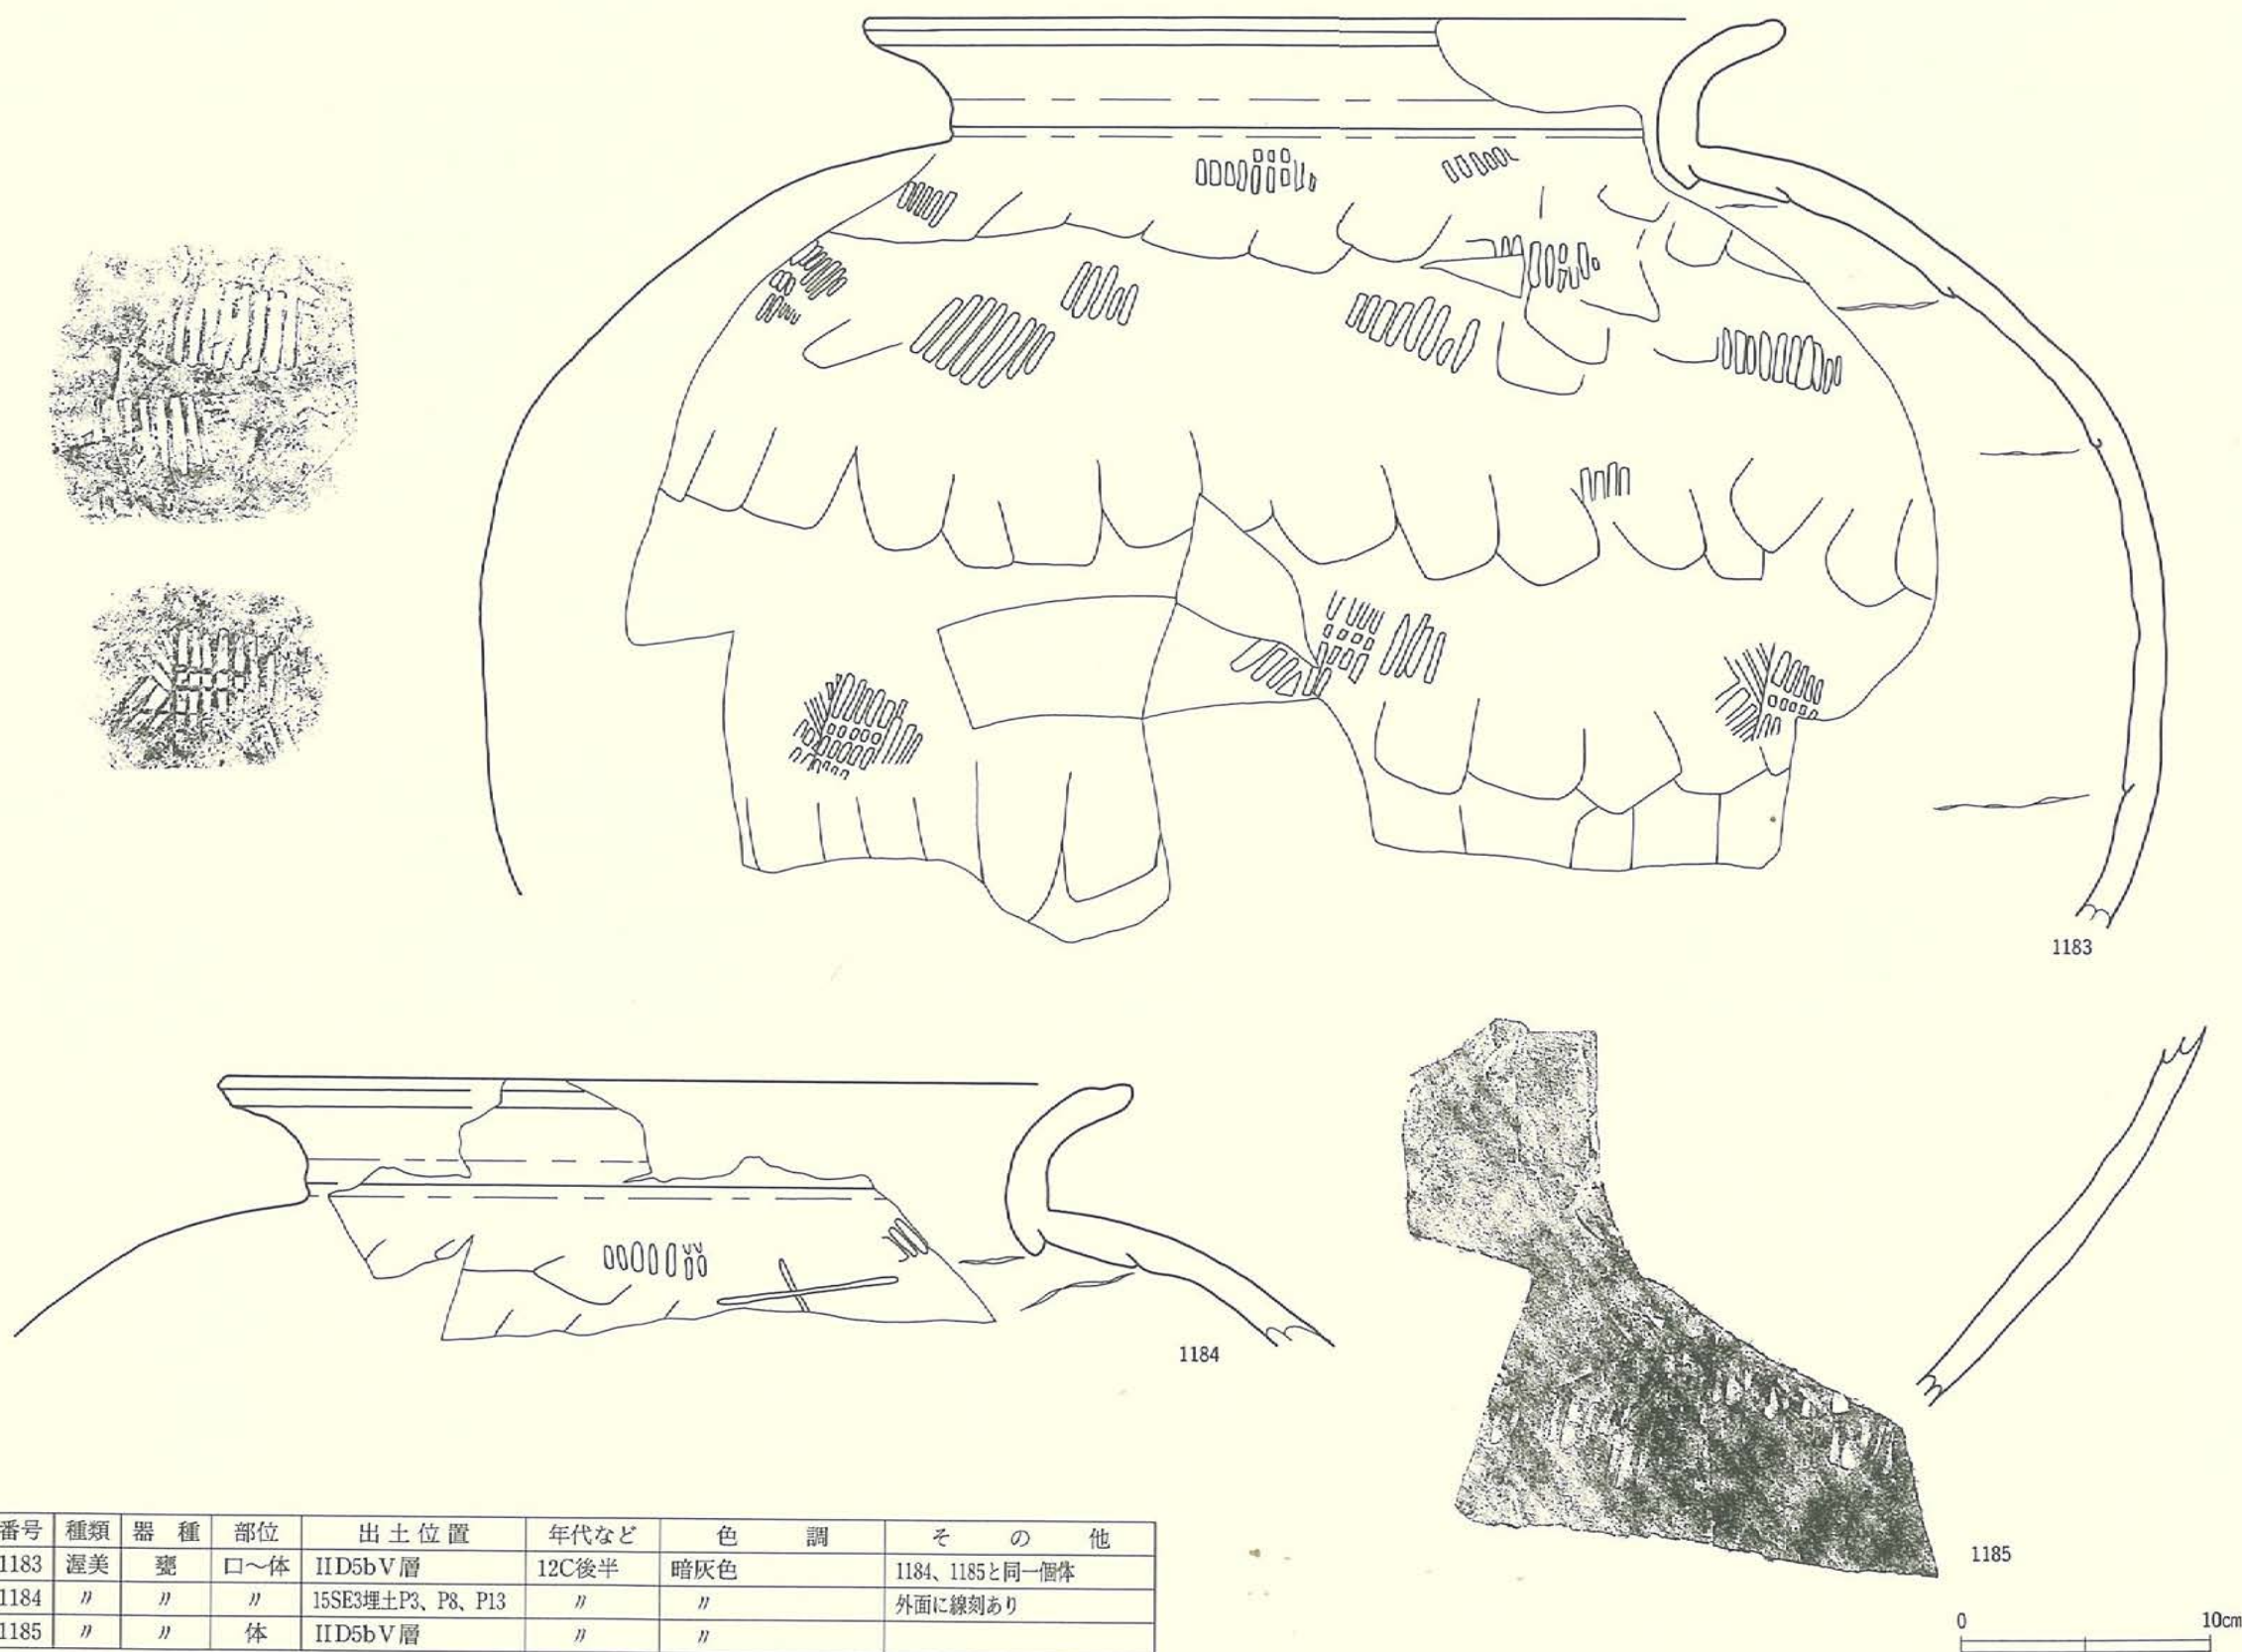 1183
1184
1185
番号 種類 器種 部位 出土位置 年代など 色調 その他
1183 渥美 甕 口～体 IID5bV層 12C後半 暗灰色 1184、1185と同一個体
1184 〃 〃 〃 15SE3埋土P3、P8、P13 〃 〃 外面に線刻あり
1185 〃 〃 体 IID5bV層 〃 〃
0 10cm